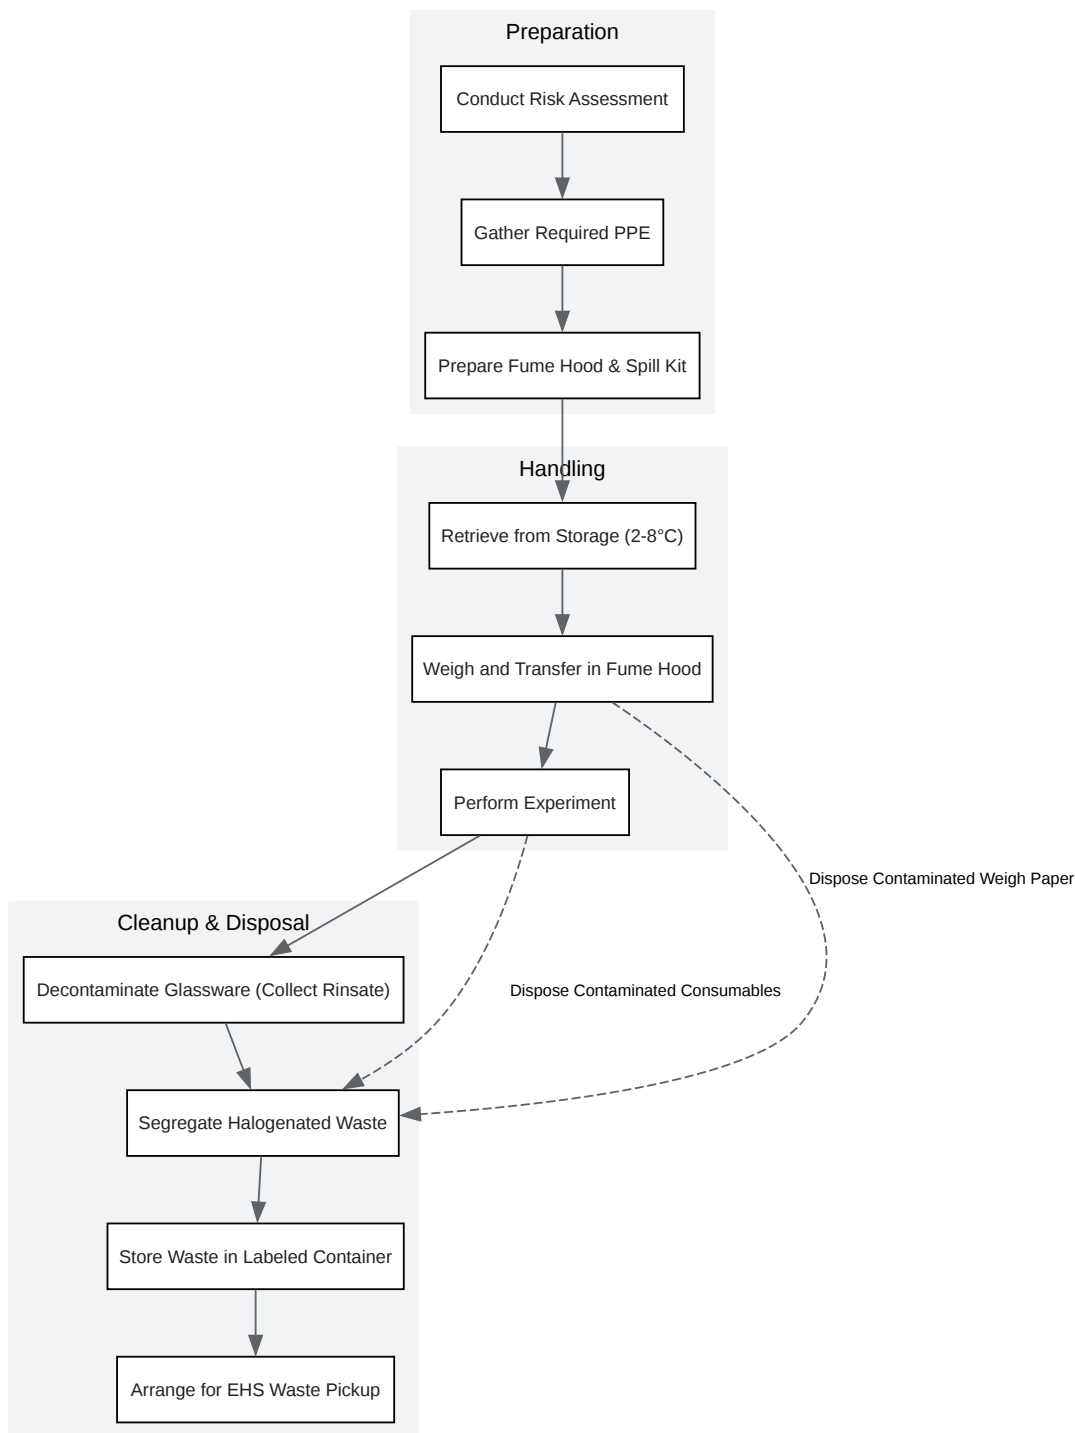 Preparation
Conduct Risk Assessment
Gather Required PPE
Prepare Fume Hood & Spill Kit
Handling
Retrieve from Storage (2-8°C)
Weigh and Transfer in Fume Hood
Perform Experiment
Dispose Contaminated Weigh Paper
Cleanup & Disposal
Decontaminate Glassware (Collect Rinsate)
Dispose Contaminated Consumables
Segregate Halogenated Waste
Store Waste in Labeled Container
Arrange for EHS Waste Pickup